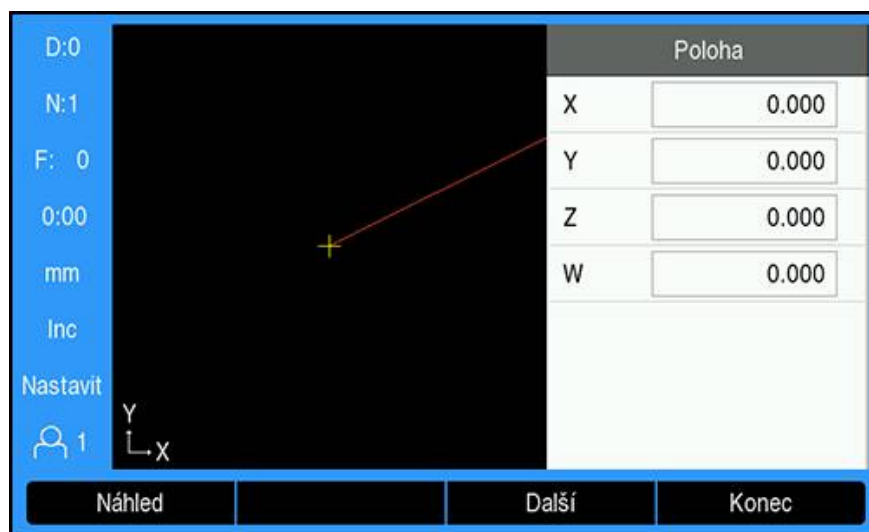 D:0
N:1
F: 0
0:00
mm
Inc
Nastavit
1
Y
X
Poloha
X 0.000
Y 0.000
Z 0.000
W 0.000
Náhled Další Konec